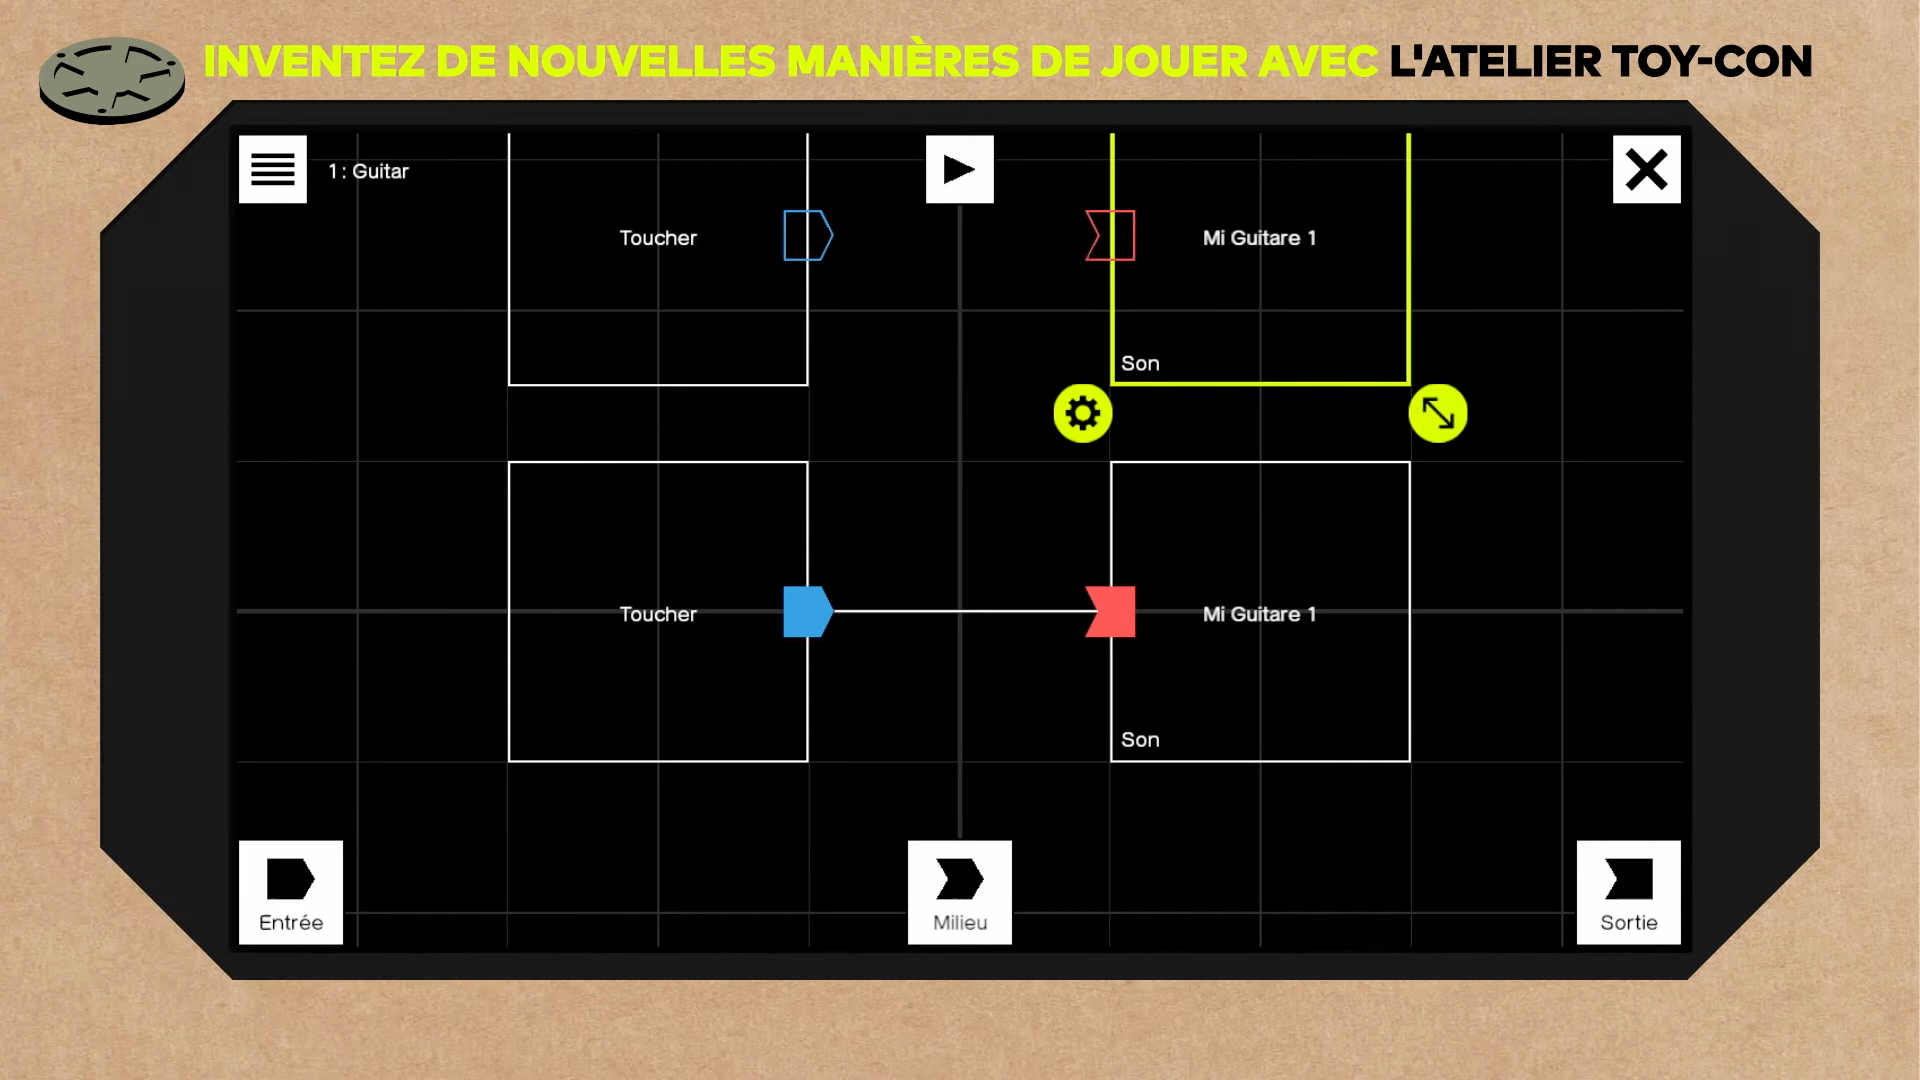 INVENTEZ DE NOUVELLES MANIÈRES DE JOUER AVEC L'ATELIER TOY-CON
1 : Guitar
Toucher
Mi Guitare 1
Son
Toucher
Mi Guitare 1
Son
Entrée
Milieu
Sortie